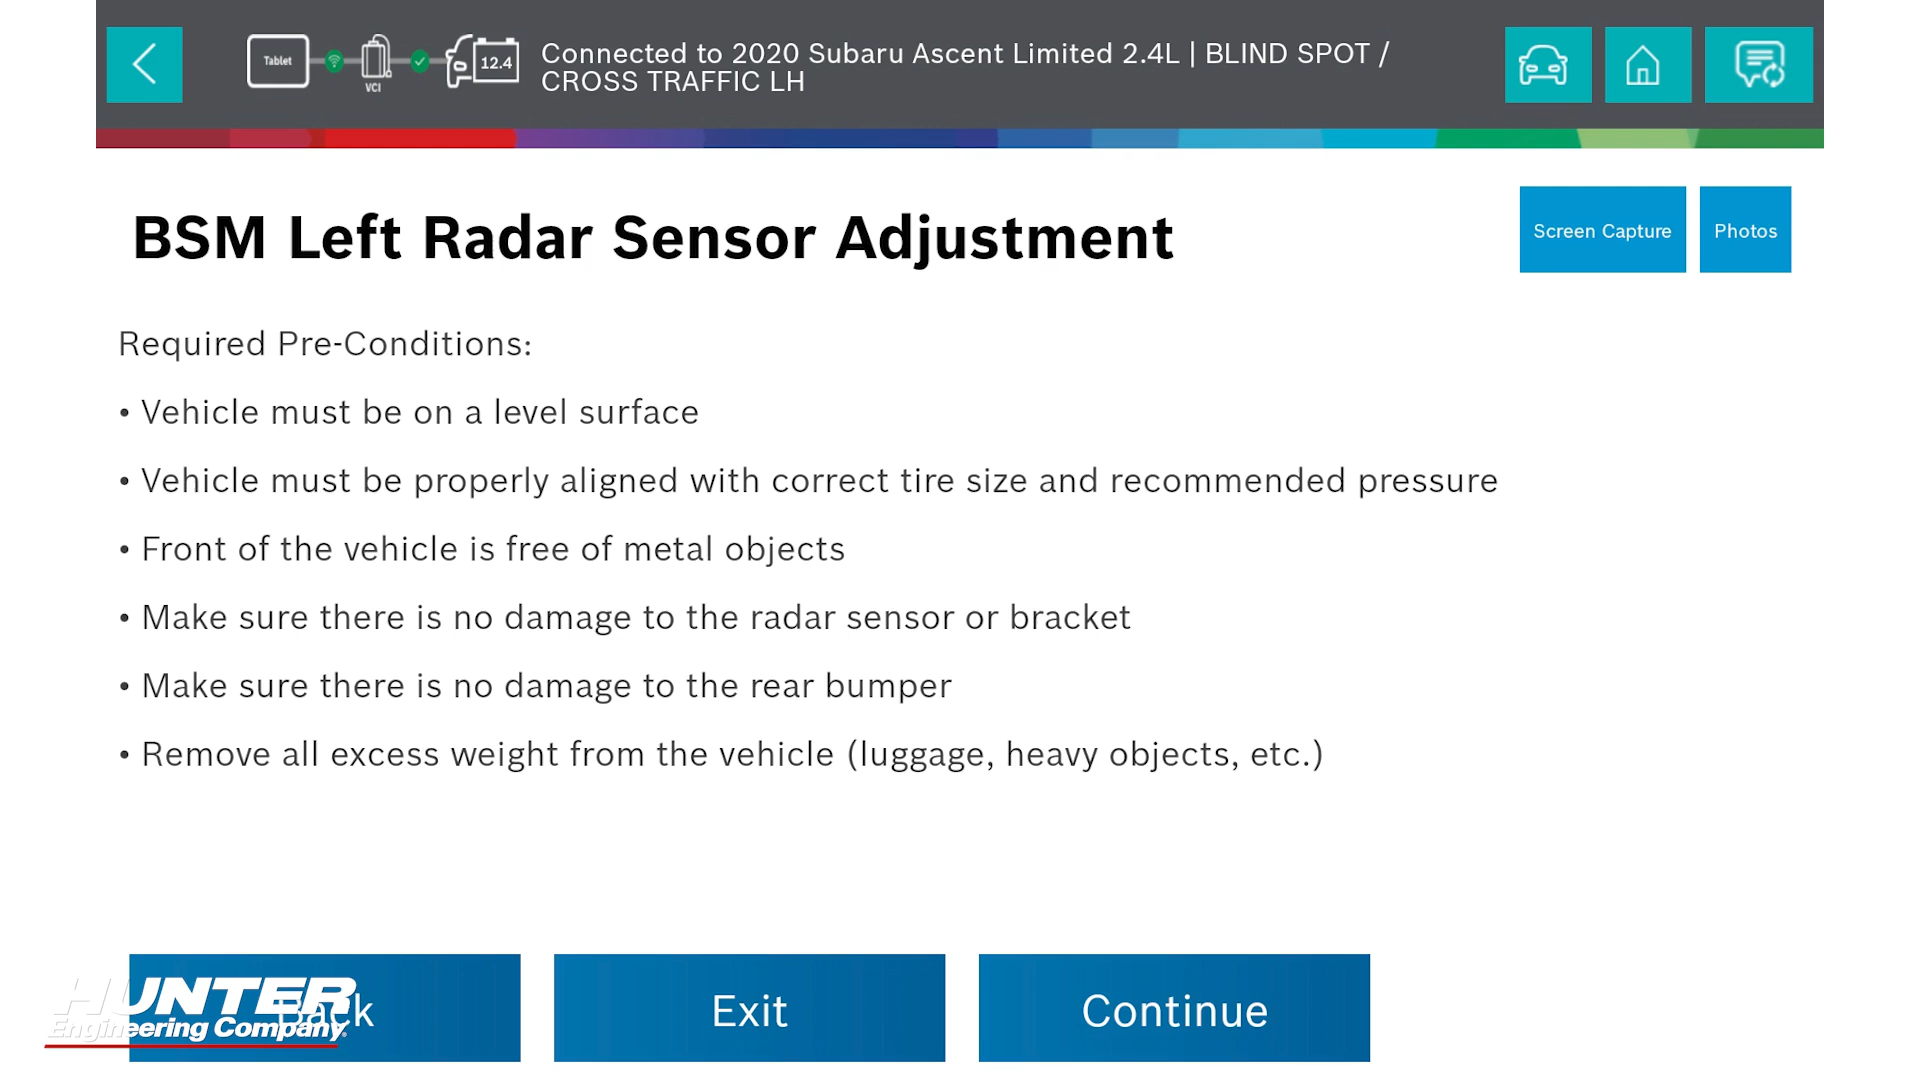 Tablet
VCI
12.4
Connected to 2020 Subaru Ascent Limited 2.4L | BLIND SPOT /
CROSS TRAFFIC LH
BSM Left Radar Sensor Adjustment
Screen Capture
Photos
Required Pre-Conditions:
• Vehicle must be on a level surface
• Vehicle must be properly aligned with correct tire size and recommended pressure
• Front of the vehicle is free of metal objects
• Make sure there is no damage to the radar sensor or bracket
• Make sure there is no damage to the rear bumper
• Remove all excess weight from the vehicle (luggage, heavy objects, etc.)
Back
Exit
Continue
HUNTER
Engineering Company